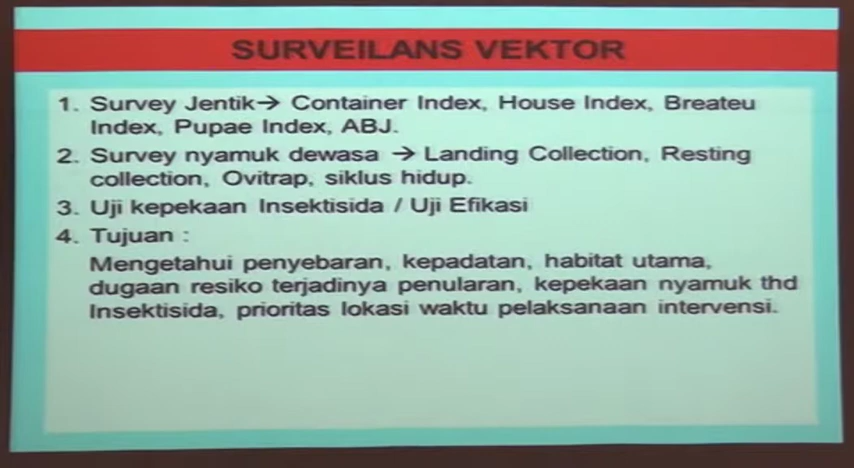 SURVEILANS VEKTOR
1. Survey Jentik→ Container Index, House Index, Breateu
Index, Pupae Index, ABJ.
2. Survey nyamuk dewasa → Landing Collection, Resting
collection, Ovitrap, siklus hidup.
3. Uji kepekaan Insektisida / Uji Efikasi
4. Tujuan :
Mengetahui penyebaran, kepadatan, habitat utama,
dugaan resiko terjadinya penularan, kepekaan nyamuk thd
Insektisida, prioritas lokasi waktu pelaksanaan intervensi.